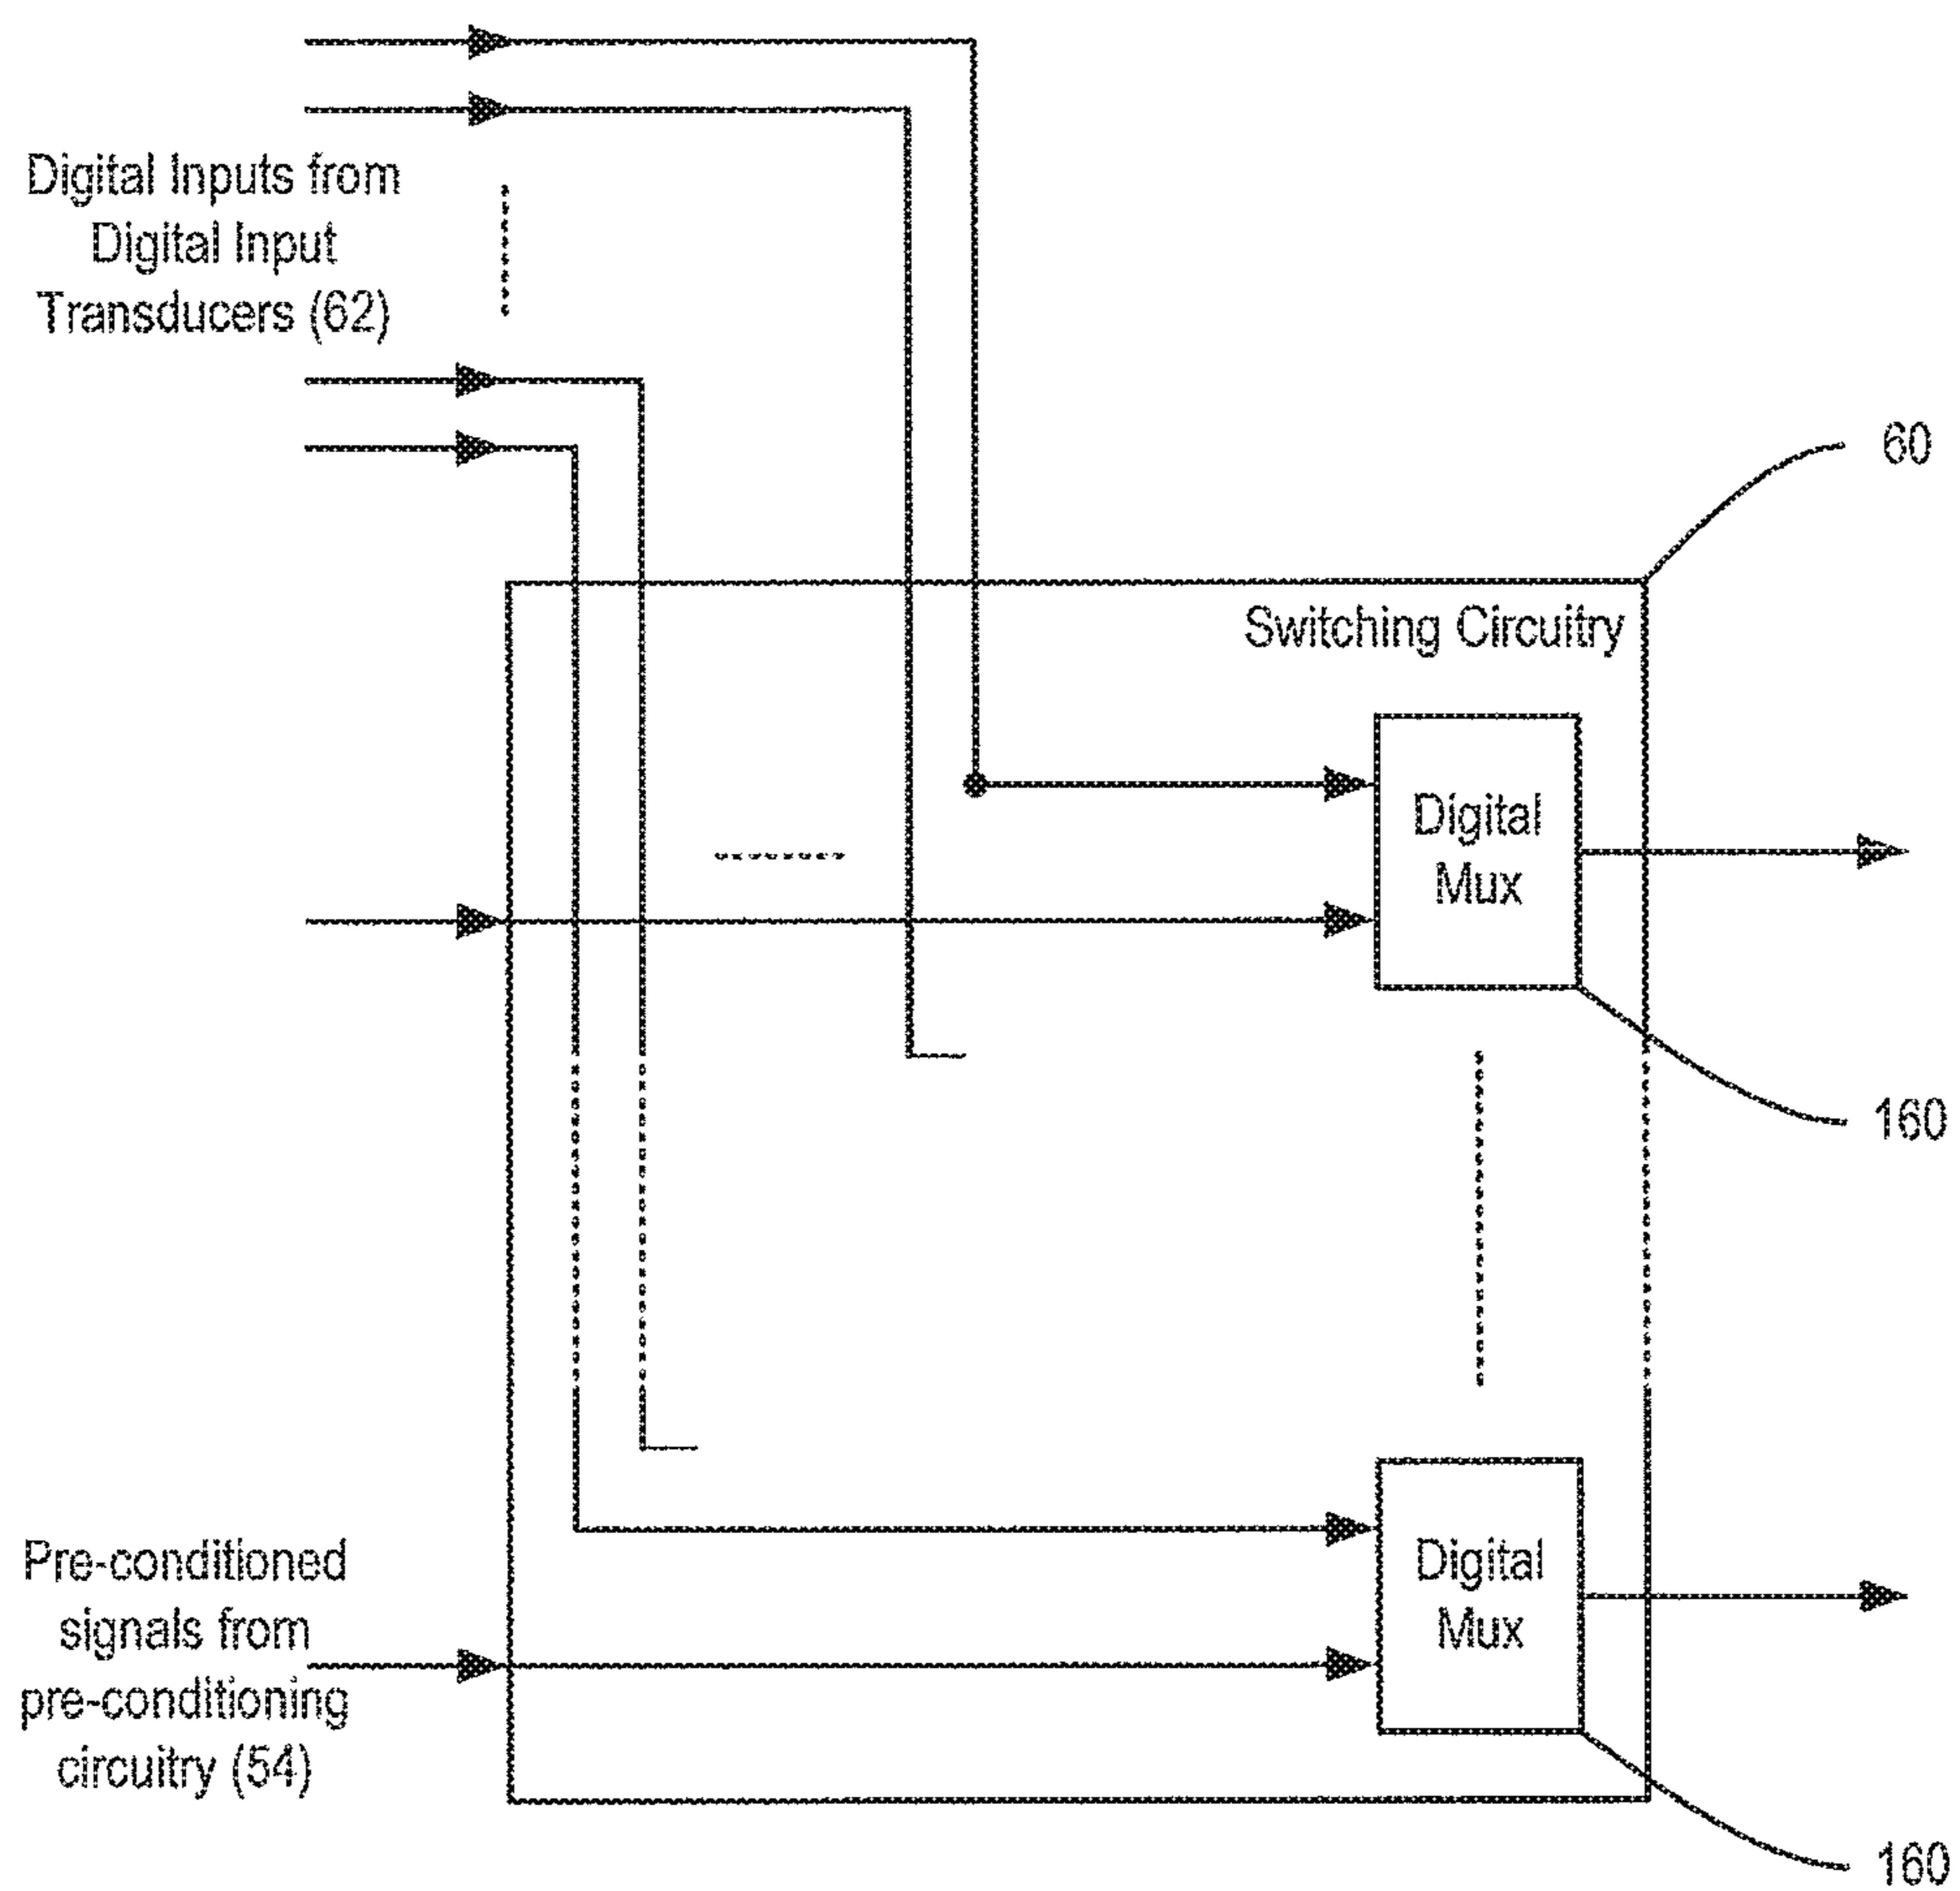 Digital Inputs from
Digital Input
Transducers (62)
60
Switching Circuitry
Digital
Mux
160
Digital
Mux
Pre-conditioned
signals from
pre-conditioning
circuitry (54)
160